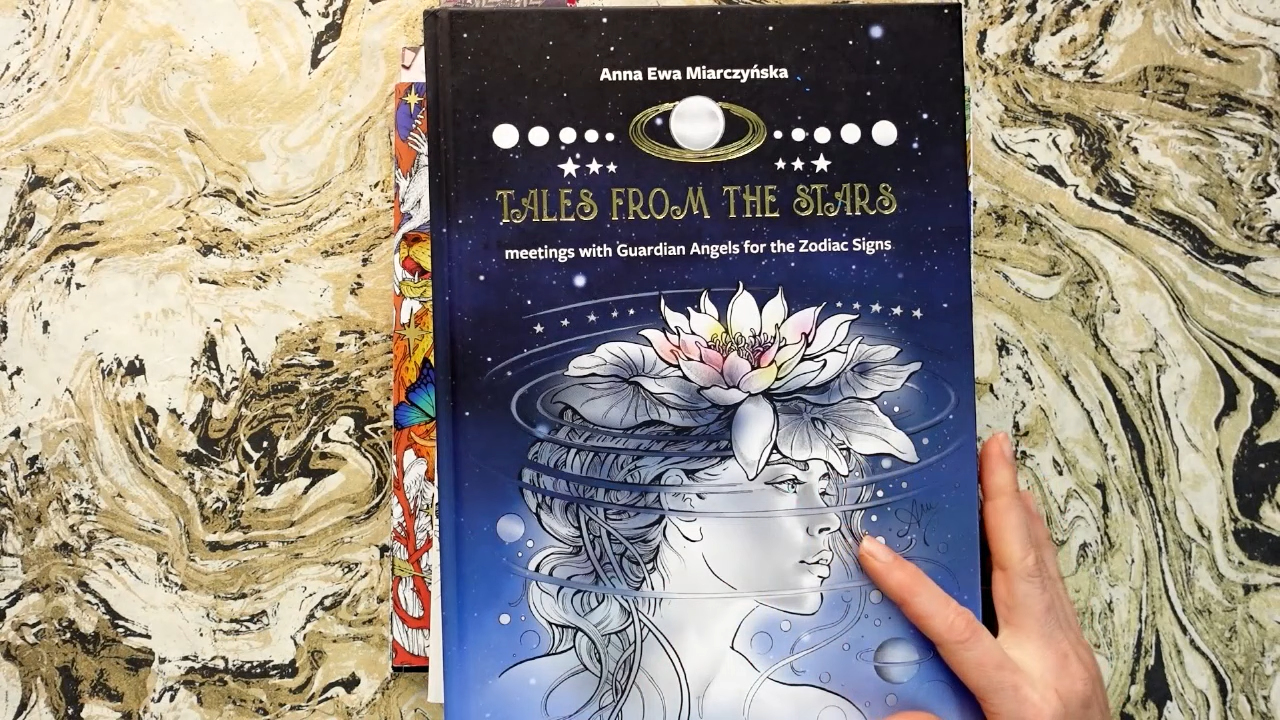 Anna Ewa Miarczyńska
TALES FROM THE STARS
meetings with Guardian Angels for the Zodiac Signs